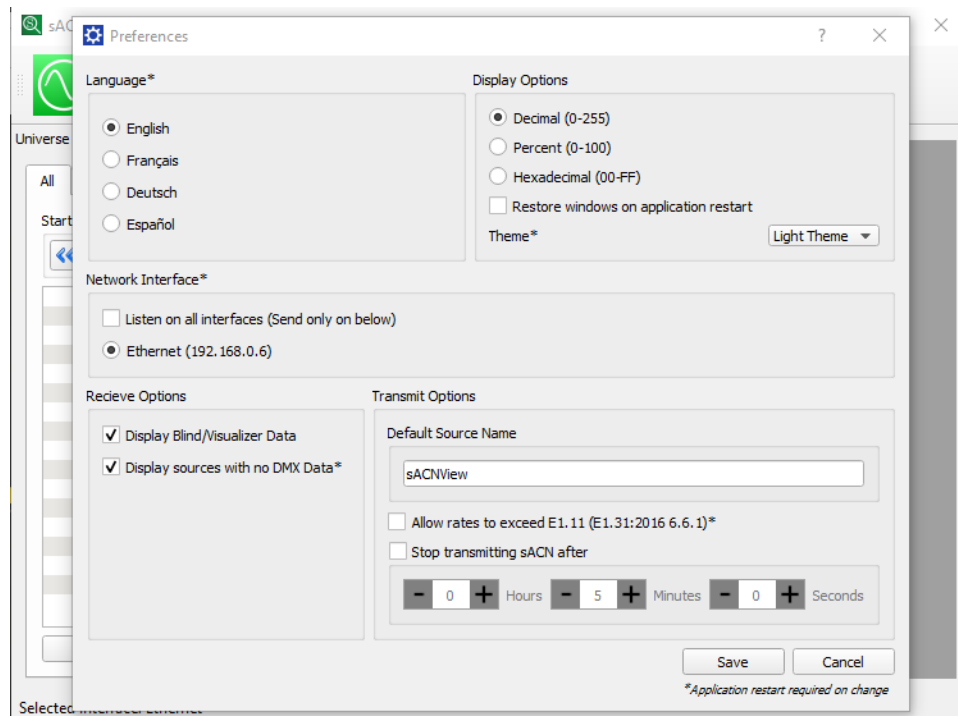 sAC
Preferences
Language*
English
Français
Deutsch
Español
Display Options
Decimal (0-255)
Percent (0-100)
Hexadecimal (00-FF)
Restore windows on application restart
Theme*
Light Theme
Universe
All
Start
Network Interface*
Listen on all interfaces (Send only on below)
Ethernet (192.168.0.6)
Recieve Options
Display Blind/Visualizer Data
Display sources with no DMX Data*
Transmit Options
Default Source Name
sACNView
Allow rates to exceed E1.11 (E1.31:2016 6.6.1)*
Stop transmitting sACN after
0 Hours 5 Minutes 0 Seconds
Save Cancel
*Application restart required on change
Selected Interface: Ethernet